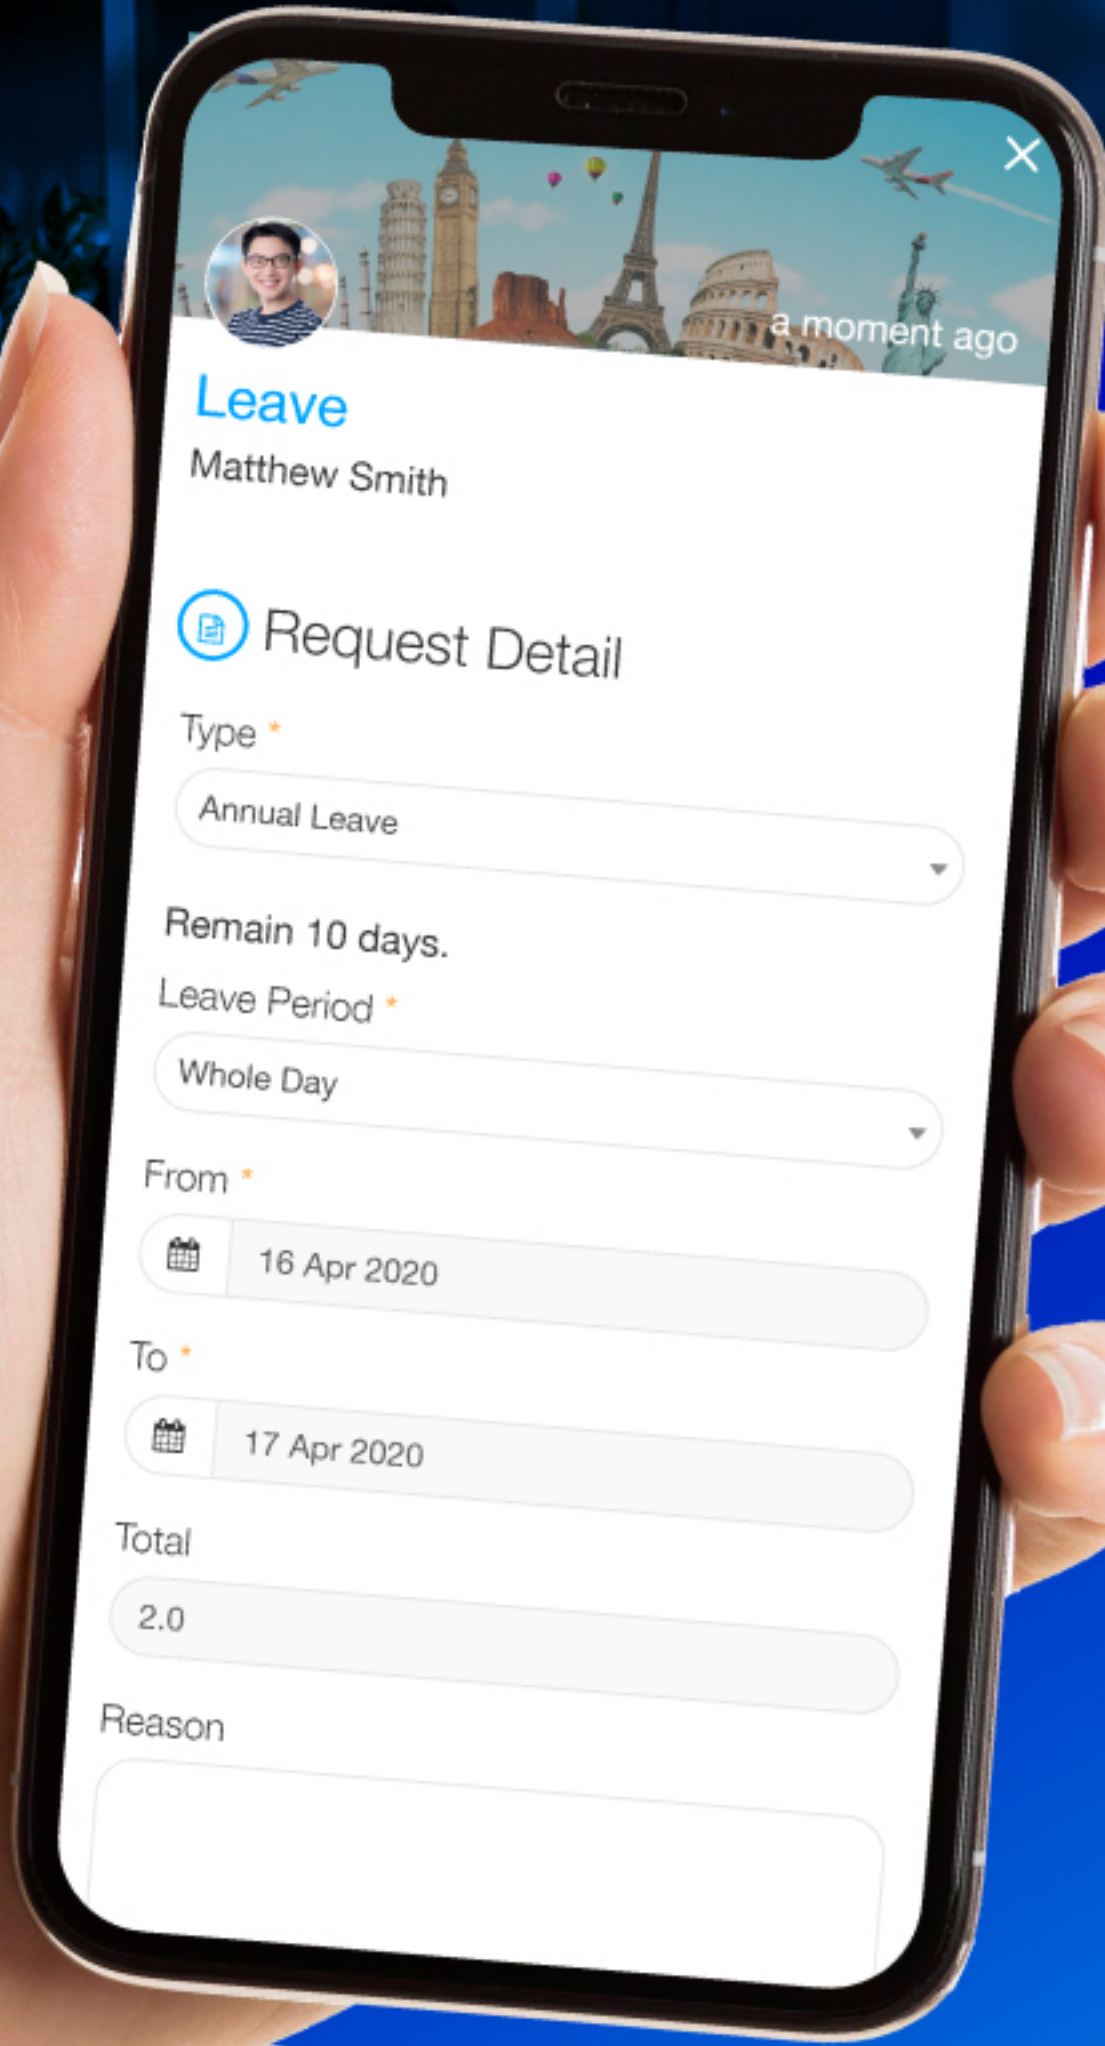 a moment ago
Leave
Matthew Smith
Request Detail
Type *
Annual Leave
Remain 10 days.
Leave Period *
Whole Day
From *
16 Apr 2020
To *
17 Apr 2020
Total
2.0
Reason